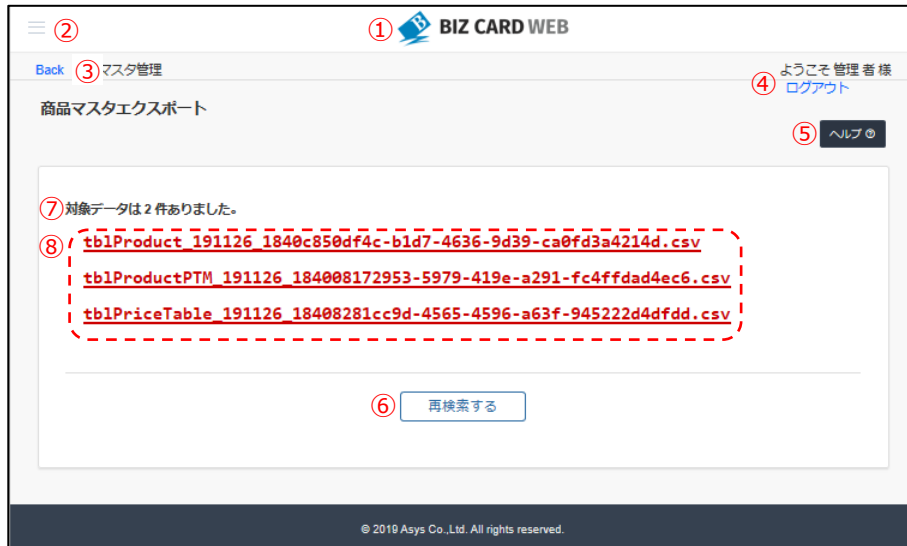 ② ① BIZ CARD WEB
Back ③ マスタ管理 ようこそ 管理 者 様
④ ログアウト
商品マスタエクスポート
⑤ ヘルプ
⑦ 対象データは 2 件ありました。
⑧ tblProduct_191126_1840c850df4c-b1d7-4636-9d39-ca0fd3a4214d.csv
tblProductPTM_191126_184008172953-5979-419e-a291-fc4ffdad4ec6.csv
tblPriceTable_191126_18408281cc9d-4565-4596-a63f-945222d4dfdd.csv
⑥ 再検索する
© 2019 Asys Co.,Ltd. All rights reserved.